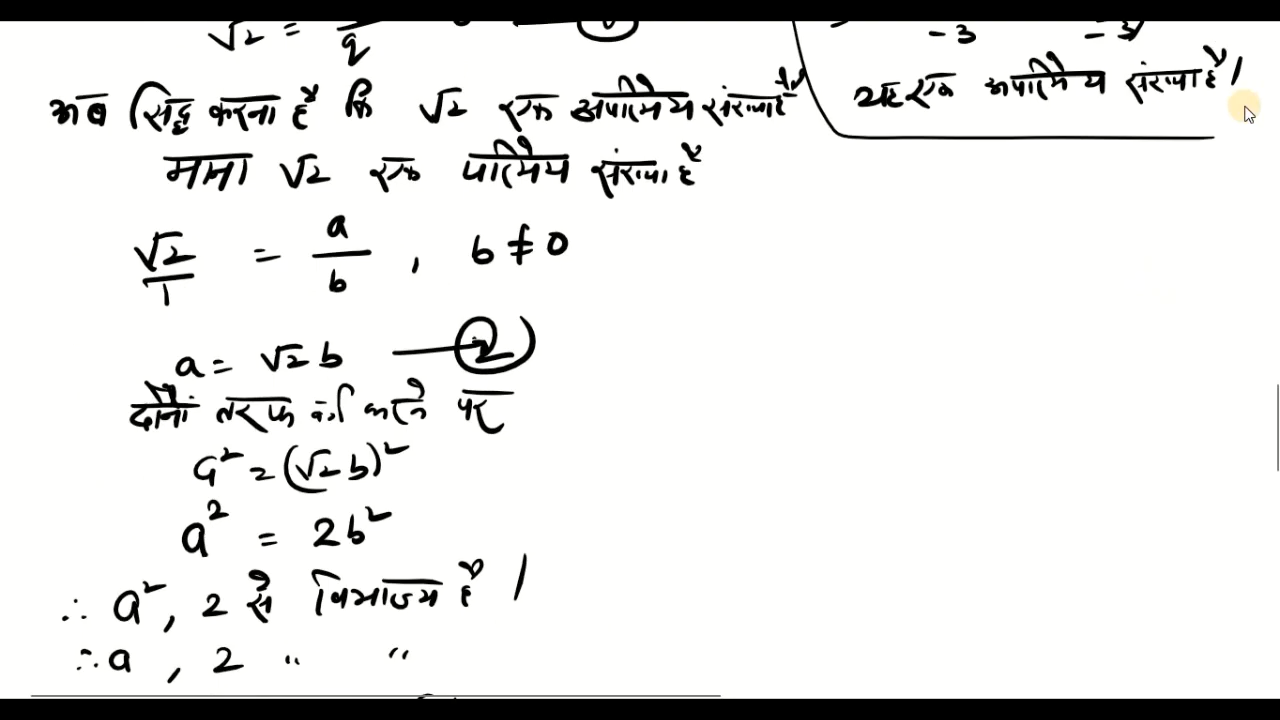 √2 = /q
अब सिद्ध करना है कि √2 एक अपरिमेय संख्या है
माना √2 एक परिमेय संख्या है
√2/1 = a/b , b ≠ 0
a = √2 b — 2
दोनों तरफ वर्ग करने पर
a² = (√2 b)²
a² = 2b²
∴ a², 2 से विभाज्य है।
∴ a , 2 " "
-3 -3
यह एक अपरिमेय संख्या है।